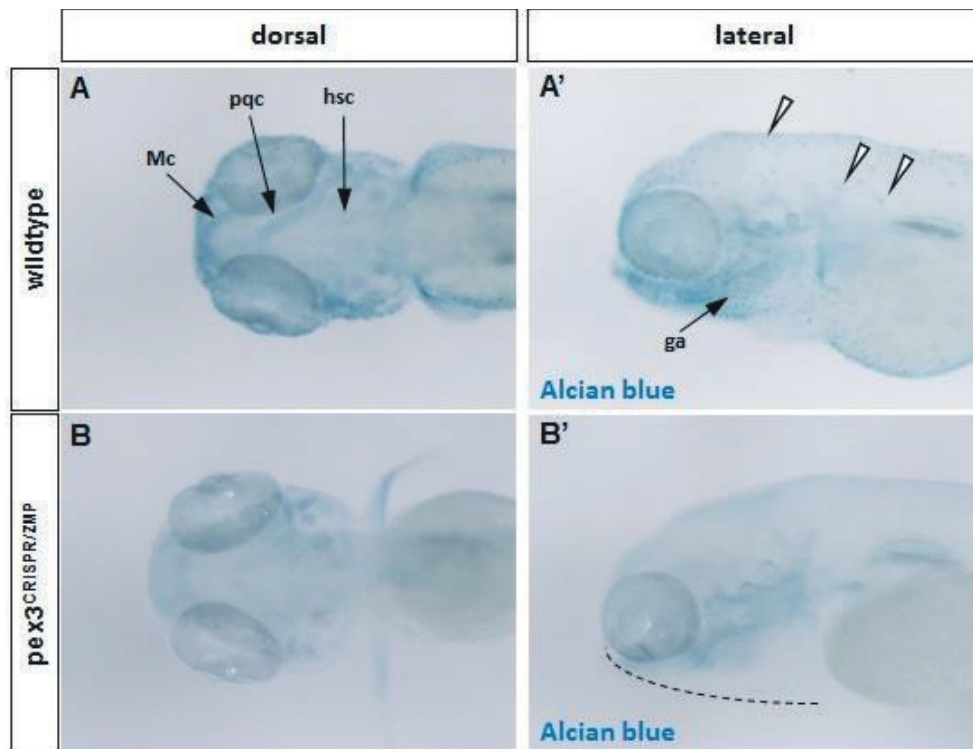 dorsal
lateral
wildtype
A
Mc
pqc
hsc
A’
ga
Alcian blue
pex3CRISPR/ZMP
B
B’
Alcian blue